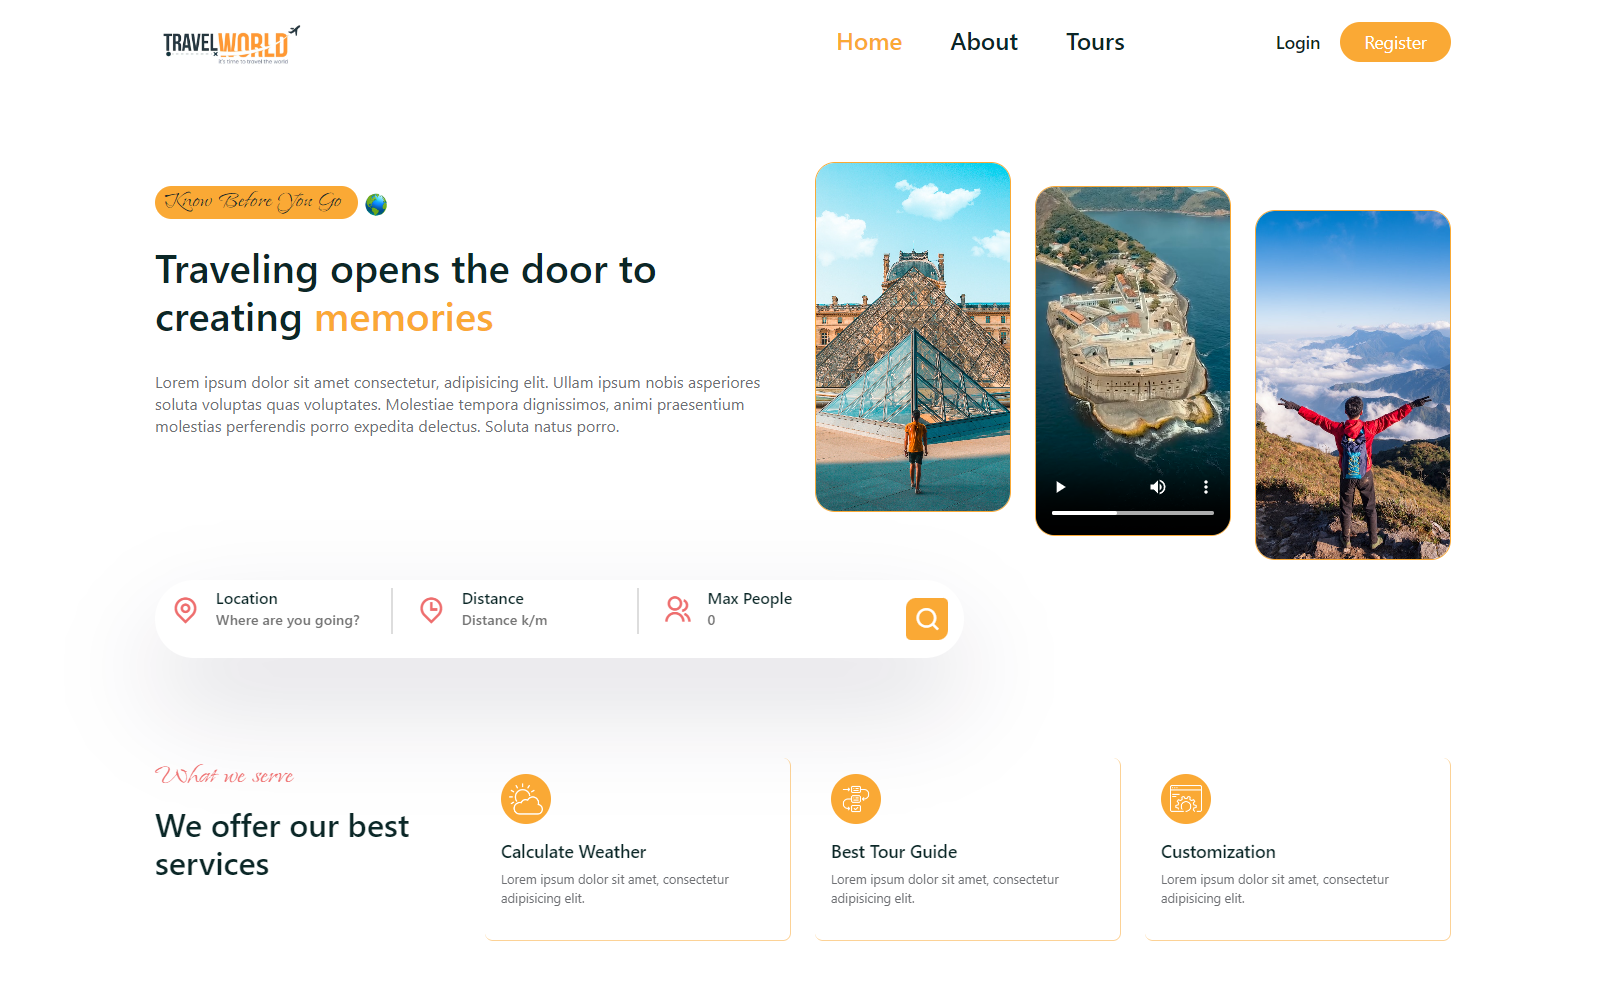 TRAVELWORLD
it's time to travel the world
Home
About
Tours
Login
Register
Know Before You Go
Traveling opens the door to
creating memories
Lorem ipsum dolor sit amet consectetur, adipisicing elit. Ullam ipsum nobis asperiores
soluta voluptas quas voluptates. Molestiae tempora dignissimos, animi praesentium
molestias perferendis porro expedita delectus. Soluta natus porro.
Location
Where are you going?
Distance
Distance k/m
Max People
0
What we serve
We offer our best
services
Calculate Weather
Lorem ipsum dolor sit amet, consectetur
adipisicing elit.
Best Tour Guide
Lorem ipsum dolor sit amet, consectetur
adipisicing elit.
Customization
Lorem ipsum dolor sit amet, consectetur
adipisicing elit.